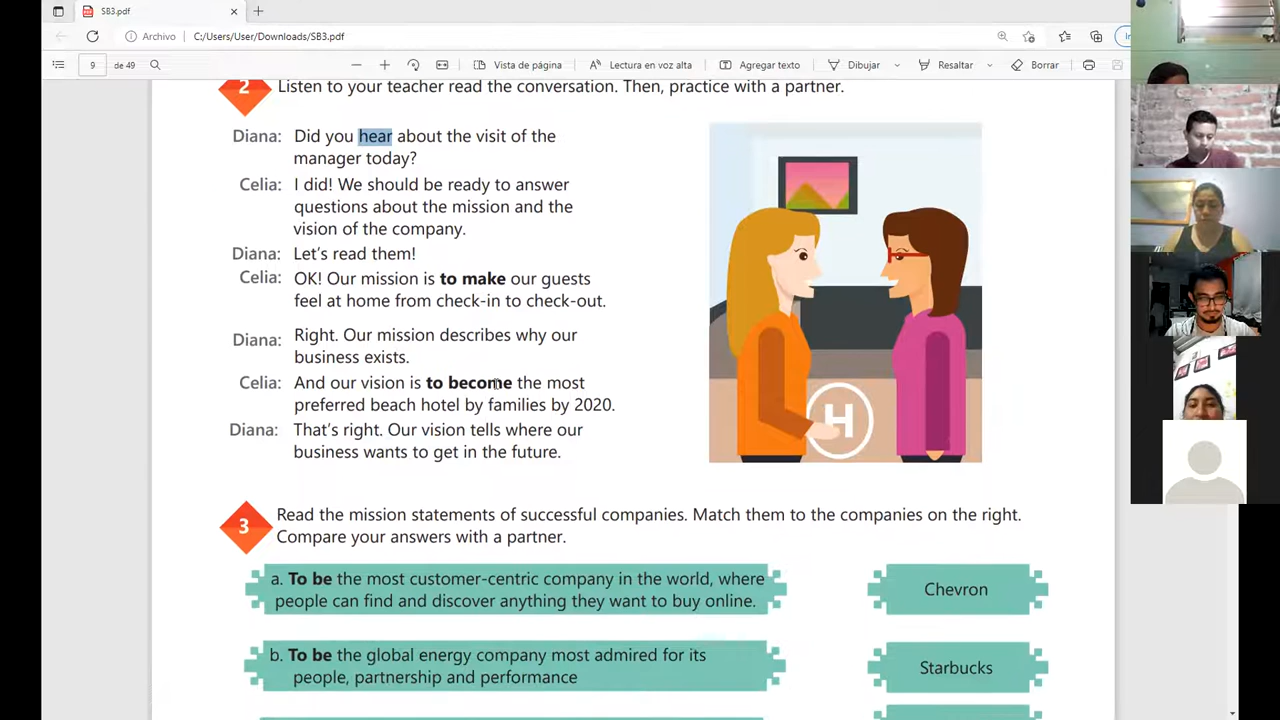 SB3.pdf
Archivo
C:/Users/User/Downloads/SB3.pdf
9
de 49
Vista de página
Lectura en voz alta
Agregar texto
Dibujar
Resaltar
Borrar
2
Listen to your teacher read the conversation. Then, practice with a partner.
Diana: Did you hear about the visit of the
manager today?
Celia: I did! We should be ready to answer
questions about the mission and the
vision of the company.
Diana: Let's read them!
Celia: OK! Our mission is to make our guests
feel at home from check-in to check-out.
Diana: Right. Our mission describes why our
business exists.
Celia: And our vision is to become the most
preferred beach hotel by families by 2020.
Diana: That's right. Our vision tells where our
business wants to get in the future.
H
3
Read the mission statements of successful companies. Match them to the companies on the right.
Compare your answers with a partner.
a. To be the most customer-centric company in the world, where
people can find and discover anything they want to buy online.
Chevron
b. To be the global energy company most admired for its
people, partnership and performance
Starbucks